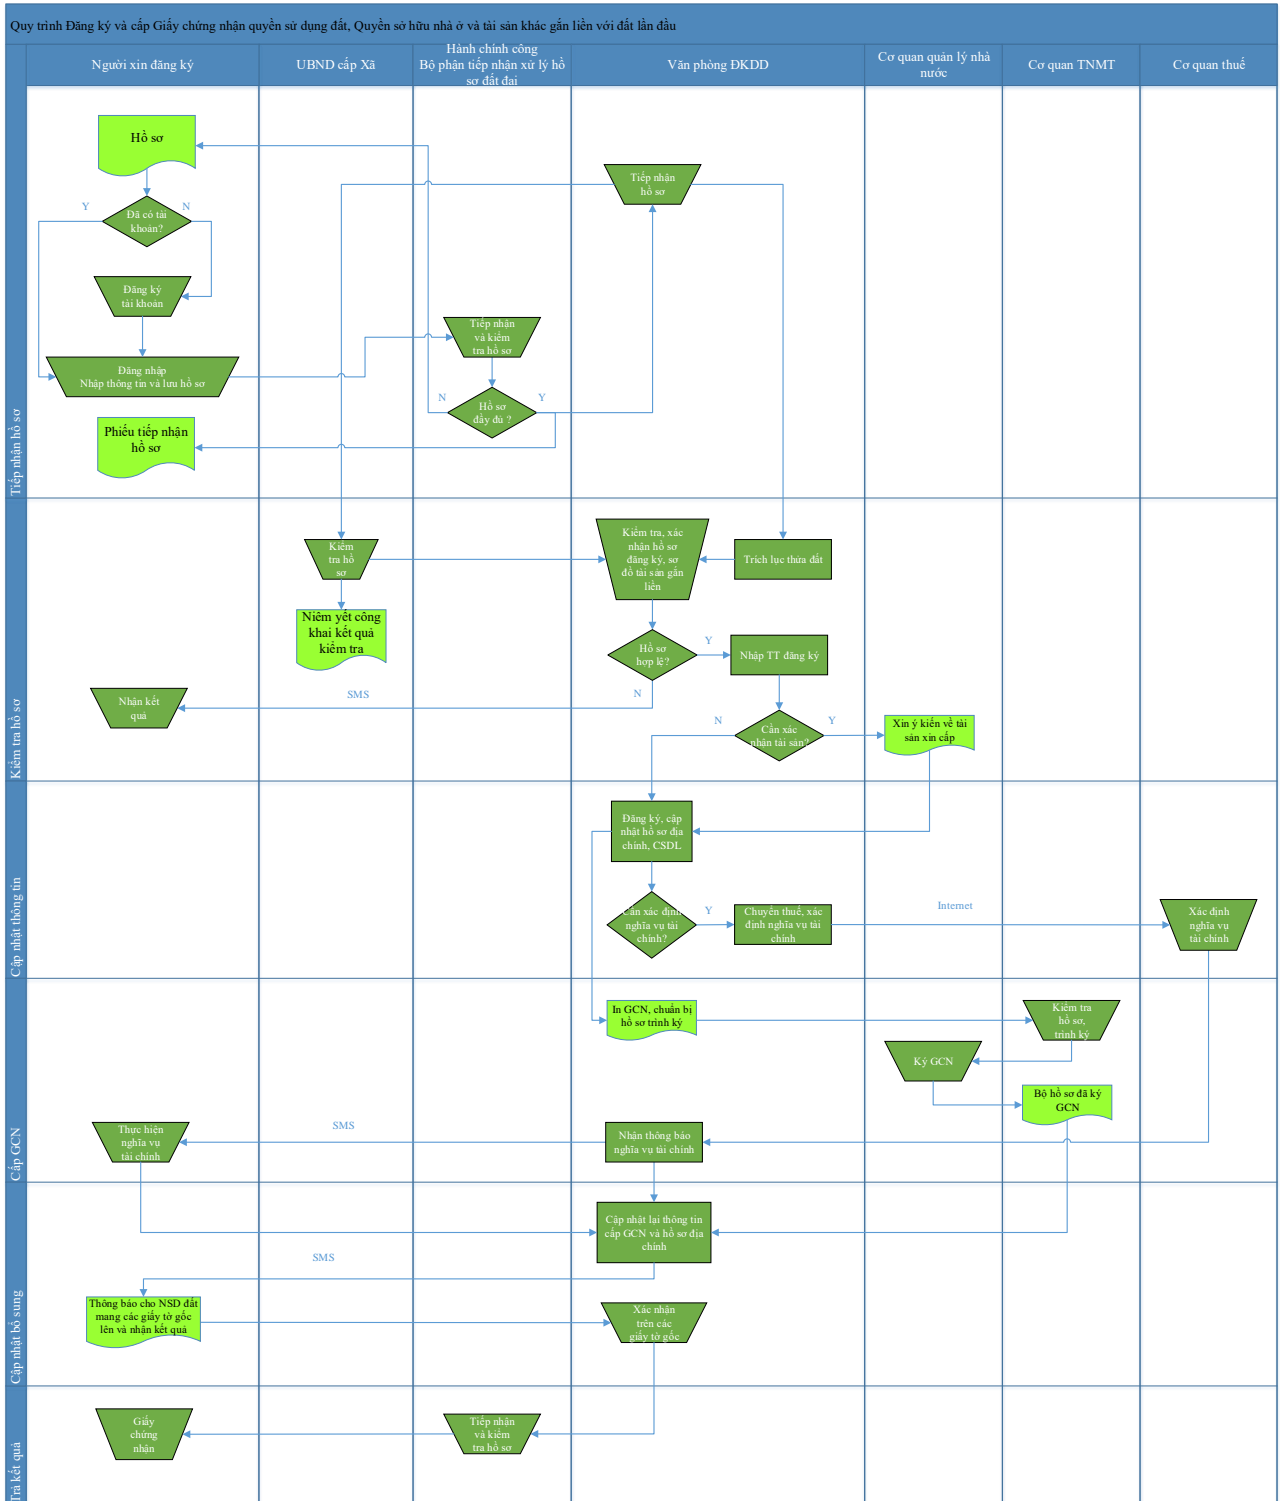 Quy trình Đăng ký và cấp Giấy chứng nhận quyền sử dụng đất, Quyền sở hữu nhà ở và tài sản khác gắn liền với đất lần đầu
Người xin đăng ký
UBND cấp Xã
Hành chính công
Bộ phận tiếp nhận xử lý hồ
sơ đất đai
Văn phòng ĐKDD
Cơ quan quản lý nhà
nước
Cơ quan TNMT
Cơ quan thuế
Tiếp nhận hồ sơ
Hồ sơ
Đã có tài
khoản?
Y
N
Đăng ký
tài khoản
Đăng nhập
Nhập thông tin và lưu hồ sơ
Phiếu tiếp nhận
hồ sơ
Tiếp nhận
và kiểm
tra hồ sơ
Hồ sơ
đầy đủ ?
N
Y
Tiếp nhận
hồ sơ
Kiểm tra hồ sơ
Kiểm
tra hồ
sơ
Niêm yết công
khai kết quả
kiểm tra
Kiểm tra, xác
nhận hồ sơ
đăng ký, sơ
đồ tài sản gắn
liền
Trích lục thửa đất
Hồ sơ
hợp lệ?
Y
N
Nhập TT đăng ký
SMS
Nhận kết
quả
Cần xác
nhận tài sản?
N
Y
Xin ý kiến về tài
sản xin cấp
Cập nhật thông tin
Đăng ký, cập
nhật hồ sơ địa
chính, CSDL
Cần xác định
nghĩa vụ tài
chính?
Y
Chuyển thuế, xác
định nghĩa vụ tài
chính
Internet
Xác định
nghĩa vụ
tài chính
Cấp GCN
In GCN, chuẩn bị
hồ sơ trình ký
Kiểm tra
hồ sơ,
trình ký
Ký GCN
Bộ hồ sơ đã ký
GCN
Thực hiện
nghĩa vụ
tài chính
SMS
Nhận thông báo
nghĩa vụ tài chính
Cập nhật bổ sung
Cập nhật lại thông tin
cấp GCN và hồ sơ địa
chính
SMS
Thông báo cho NSD đất
mang các giấy tờ gốc
lên và nhận kết quả
Xác nhận
trên các
giấy tờ gốc
Trả kết quả
Giấy
chứng
nhận
Tiếp nhận
và kiểm
tra hồ sơ